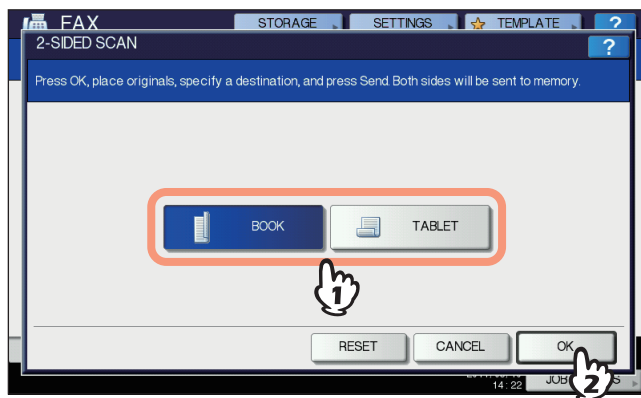 FAX STORAGE SETTINGS TEMPLATE ?
2-SIDED SCAN ?
Press OK, place originals, specify a destination, and press Send. Both sides will be sent to memory.
BOOK TABLET
1
RESET CANCEL OK
2
14:22 JOB